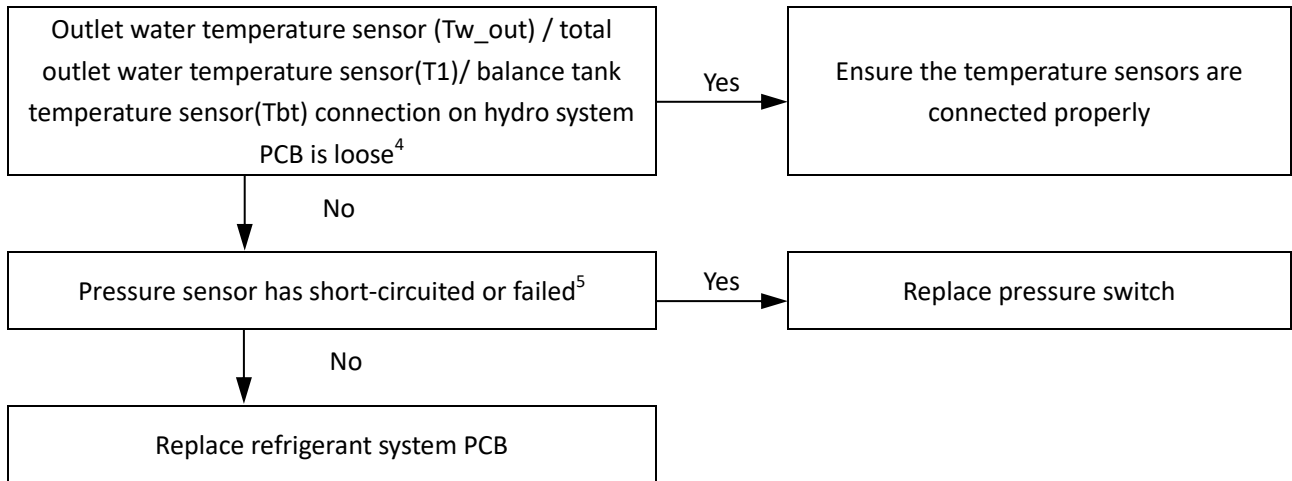 Outlet water temperature sensor (Tw_out) / total
outlet water temperature sensor(T1)/ balance tank
temperature sensor(Tbt) connection on hydro system
PCB is loose4
Yes
Ensure the temperature sensors are
connected properly
No
Pressure sensor has short-circuited or failed5
Yes
Replace pressure switch
No
Replace refrigerant system PCB